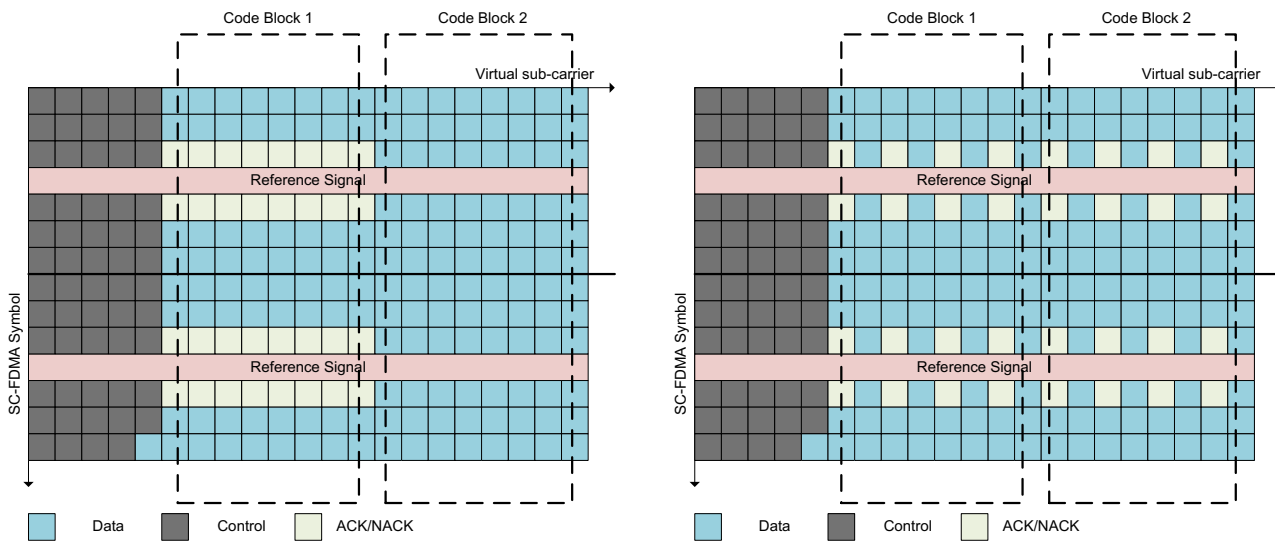 Code Block 1
Code Block 2
Virtual sub-carrier
Reference Signal
SC-FDMA Symbol
Reference Signal
Data
Control
ACK/NACK
Code Block 1
Code Block 2
Virtual sub-carrier
Reference Signal
SC-FDMA Symbol
Reference Signal
Data
Control
ACK/NACK